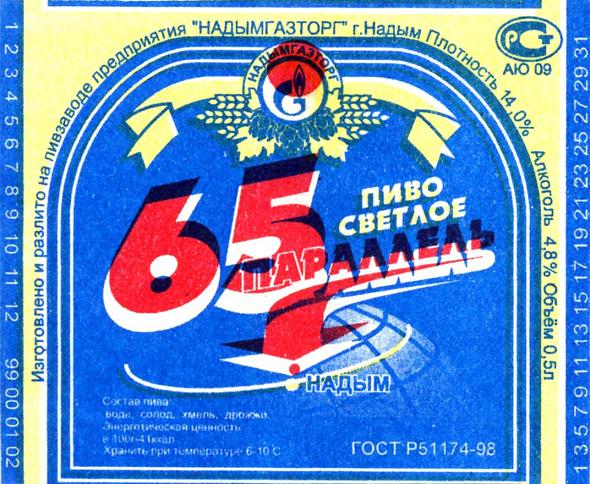 Изготовлено и разлито на пивзаводе предприятия "НАДЫМГАЗТОРГ" г.Надым Плотность 14,0% Алкоголь 4,8% Объём 0,5л
РСТ
АЮ 09
НАДЫМГАЗТОРГ
65
ПИВО
СВЕТЛОЕ
ПАРАЛЛЕЛЬ
НАДЫМ
Состав пива:
вода, солод, хмель, дрожжи.
Энергетическая ценность
в 100г-41ккал
Хранить при температуре 6-10°С
ГОСТ Р51174-98
1 2 3 4 5 6 7 8 9 10 11 12 99 00 01 02
1 3 5 7 9 11 13 15 17 19 21 23 25 27 29 31